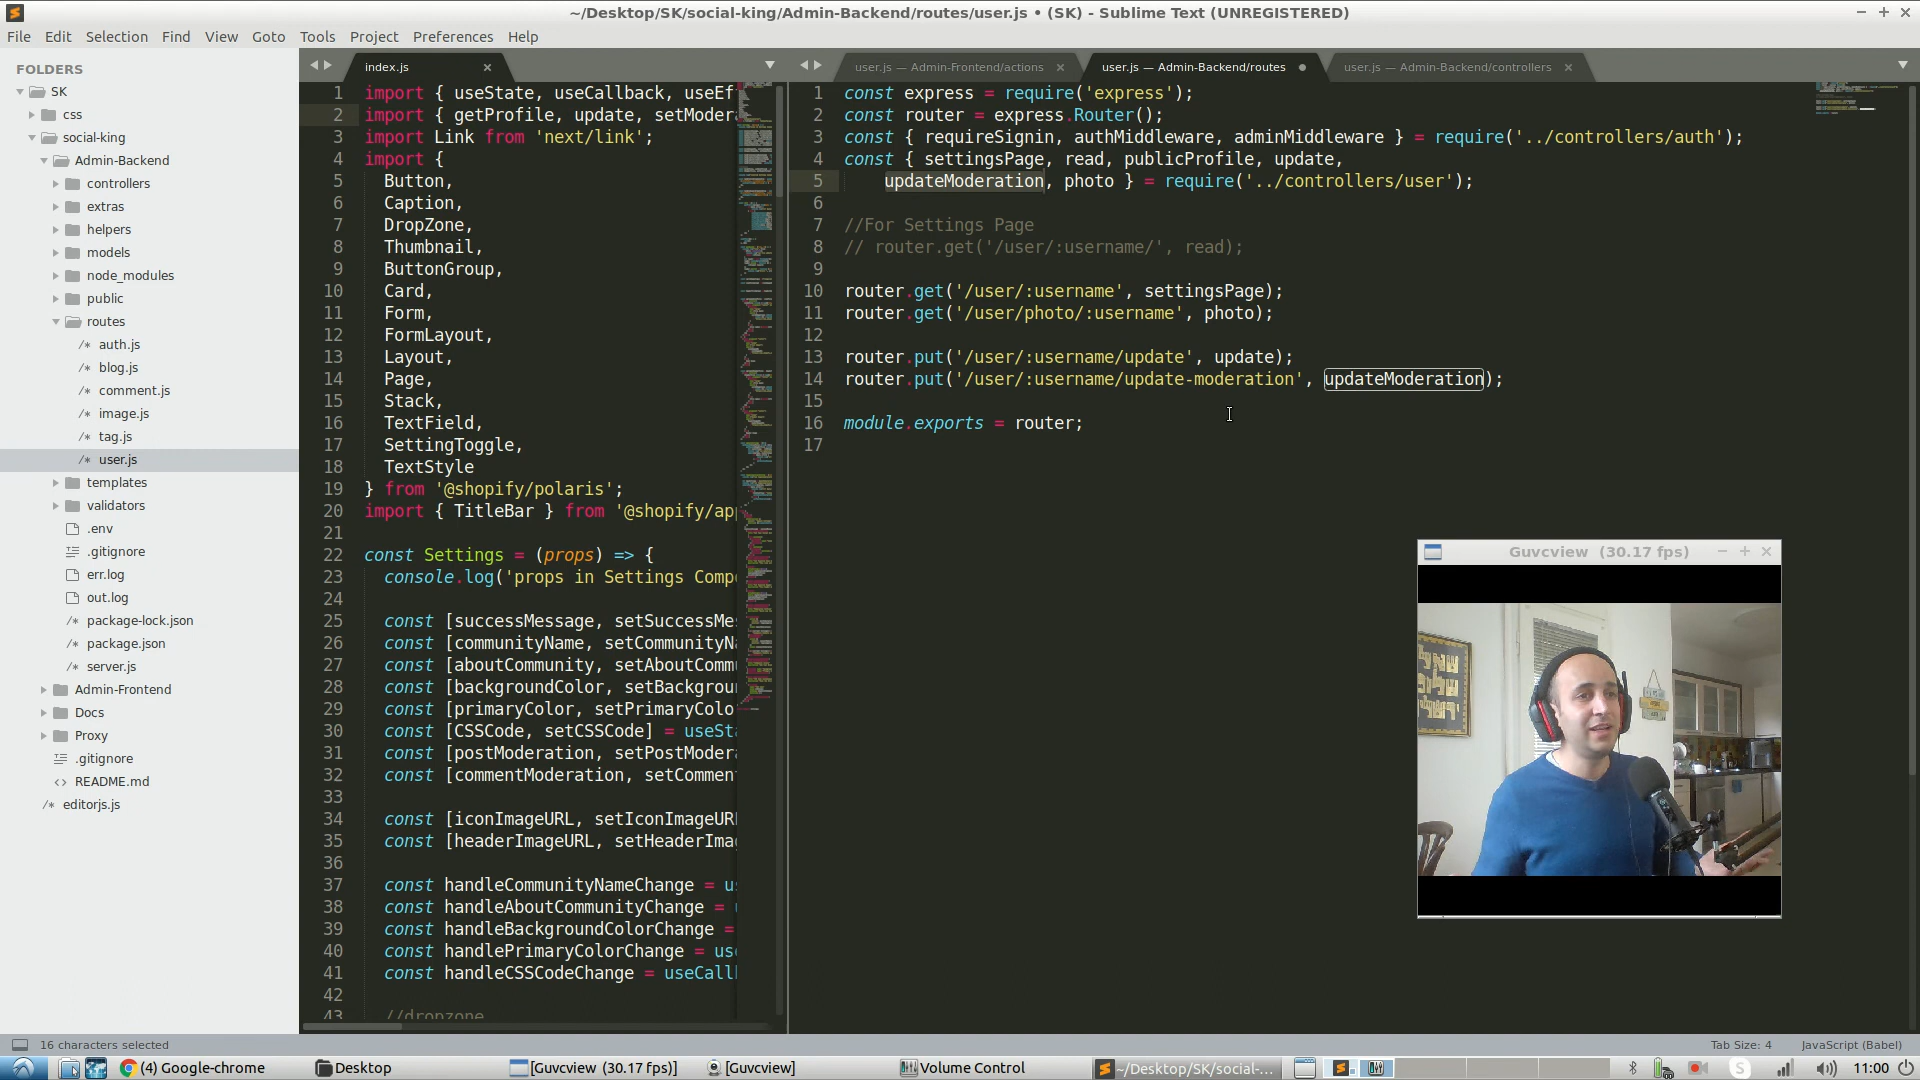 ~/Desktop/SK/social-king/Admin-Backend/routes/user.js • (SK) - Sublime Text (UNREGISTERED)
File Edit Selection Find View Goto Tools Project Preferences Help
FOLDERS
SK
css
social-king
Admin-Backend
controllers
extras
helpers
models
node_modules
public
routes
/* auth.js
/* blog.js
/* comment.js
/* image.js
/* tag.js
/* user.js
templates
validators
.env
.gitignore
err.log
out.log
/* package-lock.json
/* package.json
/* server.js
Admin-Frontend
Docs
Proxy
.gitignore
<> README.md
/* editorjs.js
index.js
1 import { useState, useCallback, useEf
2 import { getProfile, update, setModer
3 import Link from 'next/link';
4 import {
5 Button,
6 Caption,
7 DropZone,
8 Thumbnail,
9 ButtonGroup,
10 Card,
11 Form,
12 FormLayout,
13 Layout,
14 Page,
15 Stack,
16 TextField,
17 SettingToggle,
18 TextStyle
19 } from '@shopify/polaris';
20 import { TitleBar } from '@shopify/ap
21
22 const Settings = (props) => {
23 console.log('props in Settings Comp
24
25 const [successMessage, setSuccessMe
26 const [communityName, setCommunityN
27 const [aboutCommunity, setAboutComm
28 const [backgroundColor, setBackgrou
29 const [primaryColor, setPrimaryColo
30 const [CSSCode, setCSSCode] = useSta
31 const [postModeration, setPostModer
32 const [commentModeration, setCommen
33
34 const [iconImageURL, setIconImageUR
35 const [headerImageURL, setHeaderIma
36
37 const handleCommunityNameChange = u
38 const handleAboutCommunityChange =
39 const handleBackgroundColorChange =
40 const handlePrimaryColorChange = us
41 const handleCSSCodeChange = useCall
42
43 //dropzone
user.js — Admin-Frontend/actions
user.js — Admin-Backend/routes
user.js — Admin-Backend/controllers
1 const express = require('express');
2 const router = express.Router();
3 const { requireSignin, authMiddleware, adminMiddleware } = require('../controllers/auth');
4 const { settingsPage, read, publicProfile, update,
5 updateModeration, photo } = require('../controllers/user');
6
7 //For Settings Page
8 // router.get('/user/:username/', read);
9
10 router.get('/user/:username', settingsPage);
11 router.get('/user/photo/:username', photo);
12
13 router.put('/user/:username/update', update);
14 router.put('/user/:username/update-moderation', updateModeration);
15
16 module.exports = router;
17
Guvcview (30.17 fps)
16 characters selected
Tab Size: 4
JavaScript (Babel)
(4) Google-chrome
Desktop
[Guvcview (30.17 fps)]
[Guvcview]
Volume Control
~/Desktop/SK/social-...
11:00